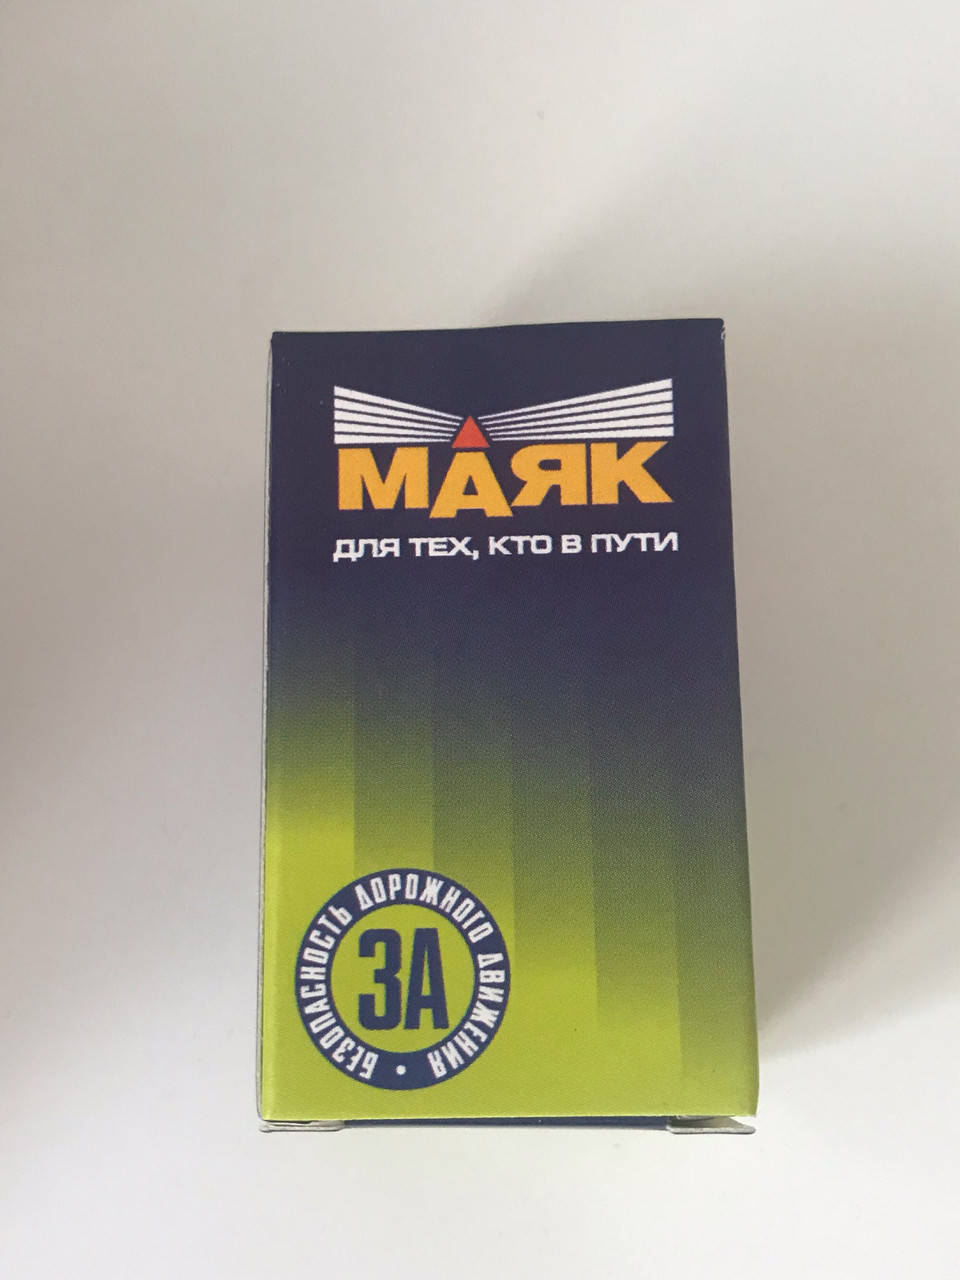 МАЯК
ДЛЯ ТЕХ, КТО В ПУТИ
БЕЗОПАСНОСТЬ ДОРОЖНОГО ДВИЖЕНИЯ •
ЗА